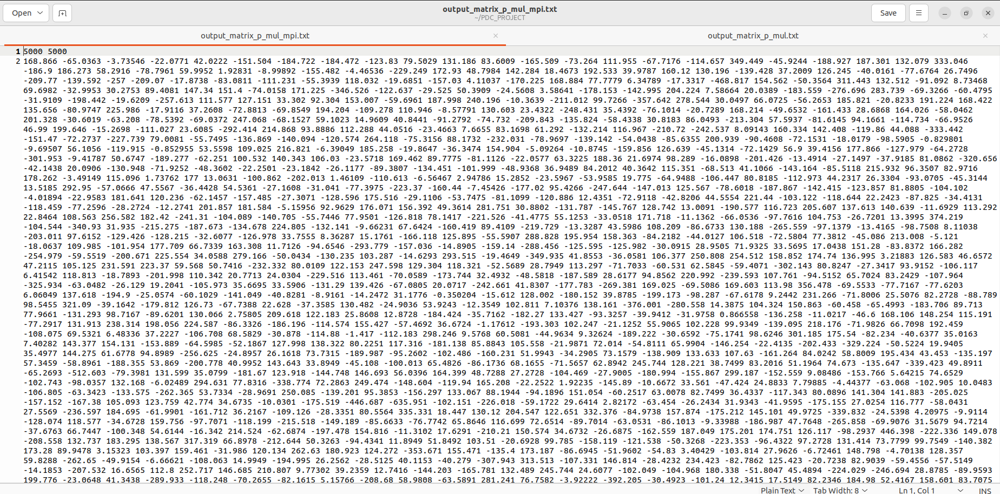 Open
output_matrix_p_mul_mpi.txt
~/PDC_PROJECT
Save
output_matrix_p_mul_mpi.txt
output_matrix_p_mul.txt
1 5000 5000
2 168.866 -65.0363 -3.73546 -22.0771 42.0222 -151.504 -184.722 -184.472 -123.83 79.5029 131.186 83.6009 -165.509 -73.264 111.955 -67.7176 -114.657 349.449 -45.9244 -188.927 187.301 132.079 333.046
-186.9 186.273 58.2916 -78.7961 59.9952 1.92831 -8.99892 -155.482 -4.46536 -229.249 172.93 48.7984 142.284 18.4673 192.533 39.9787 160.12 130.196 -139.428 37.2009 126.245 -40.0161 -77.6764 26.7496
-209.77 -139.592 -257 -209.07 -17.8738 -83.0811 -111.231 -55.3939 118.032 -19.6851 -157.03 4.11037 -170.225 168.884 77.7779 6.34789 -17.3317 -468.817 154.562 -50.3564 311.443 132.512 -91.092 8.73468
69.6982 -32.9953 30.2753 89.4081 147.34 151.4 -74.0158 171.225 -346.526 -122.637 -29.525 50.3909 -24.5608 3.58641 -178.153 -142.995 204.224 7.58664 20.0389 -183.559 -276.696 283.739 -69.3266 -60.4795
-31.9109 -198.442 -19.6209 -257.613 111.577 127.151 33.302 92.304 153.007 -59.6961 187.998 240.196 -10.3639 -211.012 99.7266 -357.642 278.544 30.0497 66.0725 -56.2653 185.821 -20.8233 191.224 168.422
135.656 -80.9747 225.986 -17.9116 37.2608 -72.8813 -69.8549 194.204 -109.278 110.946 -8.57791 130.603 23.4322 -248.431 35.4392 -76.1014 -20.7289 168.214 -49.6532 -161.433 28.6868 164.026 -58.0462
201.328 -30.6019 -63.208 -78.5392 -69.0372 247.068 -68.1527 59.1023 14.9609 40.8441 -91.2792 -74.732 -209.843 -135.824 -58.4338 30.8183 86.0493 -213.304 57.5937 -81.6145 94.1661 -114.734 -66.9526
46.99 199.646 -15.2698 -111.027 23.6085 -292.414 214.868 93.8886 112.288 44.0516 -23.4663 7.6655 83.1698 61.292 -132.214 116.967 -210.72 -242.537 8.09143 160.334 142.408 -119.86 44.088 -333.442
-151.47 -72.2737 -227.739 79.0081 -55.7495 -136.869 -140.094 -120.574 264.118 -75.3156 88.1732 -232.031 -78.9697 -139.142 -54.0438 -85.6355 200.939 -90.4608 -72.1531 -18.0179 -98.5905 -0.829801
-9.69507 56.1056 -119.915 -0.852955 53.5598 109.025 216.821 -6.39049 185.258 -19.8647 -36.3474 154.904 -5.09264 -10.8745 -159.856 126.639 -45.1314 -72.1429 56.9 39.4156 177.866 -127.979 -64.2728
-301.953 -9.41787 50.6747 -189.277 -62.251 100.532 140.343 106.03 -23.5718 169.462 89.7775 -81.1126 -22.0577 63.3225 188.36 21.6974 98.289 -16.0898 -201.426 -13.4914 -27.1497 -37.9185 81.0862 -320.656
-42.1438 20.0906 -130.948 -71.9252 -48.3602 -22.2501 -23.1842 -26.1177 -89.3807 -134.451 -101.999 -48.9368 36.9489 84.2012 40.3642 115.351 -68.513 41.1066 -143.164 -85.5118 215.932 96.3507 82.9716
178.262 -3.49149 115.096 1.73762 177 13.0631 -100.862 -202.013 1.46109 -110.613 -6.56467 2.94786 15.2852 -23.5967 -53.9585 19.775 -64.9488 -106.447 80.8185 -112.973 44.2317 26.3304 -93.0705 -45.3144
13.5185 292.95 -57.0666 47.5567 -36.4428 54.5361 -27.1608 -31.041 -77.3975 -223.37 -160.44 -7.45426 -177.02 95.4266 -247.644 -147.013 125.567 -78.6018 -187.867 -142.415 -123.857 81.8805 -104.102
-4.01894 -22.9583 181.641 120.236 -62.1457 -157.485 -27.3071 -128.596 175.516 -29.1106 -53.7475 -81.1099 -120.886 12.4351 -72.9118 -42.8206 44.5554 221.44 -103.122 -118.644 22.2423 -87.825 -34.4131
-118.459 -77.2596 -28.2724 -12.2741 201.857 181.584 -5.15956 92.9629 176.071 156.392 49.3614 281.751 30.8802 -131.787 -145.767 128.742 13.0091 -190.577 116.723 205.607 137.613 140.639 -11.6929 113.292
22.8464 108.563 256.582 182.42 -241.31 -104.089 -140.705 -55.7446 77.9501 -126.818 78.1417 -221.526 -41.4775 55.1253 -33.0518 171.718 -11.1362 -66.0536 -97.7616 104.753 -26.7201 13.3995 374.219
-104.544 -340.93 31.935 -215.275 -187.673 -134.678 224.805 -132.141 -9.66231 67.6424 -160.419 89.4109 -219.729 -13.3287 43.5986 108.209 -86.6733 130.188 -265.559 -97.1379 -13.4165 -98.7508 8.11038
-203.011 97.6152 -129.426 -128.215 -32.6077 -126.978 33.7555 8.36287 15.1761 -166.118 125.895 -55.5907 288.828 195.954 158.363 -84.2182 -44.0127 106.518 -72.5804 77.3812 -45.086 213.008 -5.121
-18.0637 109.985 -101.954 177.709 66.7339 163.308 11.7126 -94.6546 -293.779 -157.036 -14.8905 -159.14 -288.456 -125.595 -125.982 -30.0915 28.9505 71.9325 33.5695 17.0438 151.28 -83.8372 166.282
-254.979 -59.5519 -200.671 225.554 34.0588 279.166 -50.0434 -130.235 103.287 -14.6293 293.515 -19.4649 -349.935 41.8553 -36.0581 106.377 250.808 254.512 158.852 174.74 136.995 3.21883 126.583 46.6572
47.2115 105.125 231.591 223.37 59.568 50.7416 -232.332 80.0109 122.153 247.598 129.304 118.321 -52.5689 28.7949 113.297 -71.7033 -60.531 62.5845 -59.4071 -302.143 80.8247 -27.3417 93.9152 -106.117
6.41542 118.813 -18.7893 -201.998 110.342 20.7713 24.0304 -229.516 113.461 -70.0589 -173.744 32.4932 -48.5818 -187.589 28.6177 94.8562 220.992 -239.593 107.761 -94.5152 65.7024 83.2429 -107.964
-325.934 -63.0482 -26.129 19.2041 -105.973 35.6695 33.5906 -131.29 139.426 -67.0805 20.0717 -242.661 41.8307 -177.783 -269.381 169.025 -69.5086 169.603 113.98 356.478 -69.5533 -77.7167 -77.6203
6.06049 137.618 -194.9 -25.0574 -60.1029 -141.049 -40.8281 -8.9161 -14.2472 31.1776 -0.350204 -15.612 128.002 -180.152 39.8785 -199.173 -98.287 -67.6178 9.2442 231.266 -71.8006 25.5076 82.2728 -88.789
98.5455 321.09 -39.1642 -179.812 126.73 -67.7388 22.628 -37.3585 130.482 -24.9036 53.9243 -12.3549 102.811 7.10376 138.161 -376.001 -280.558 14.3875 104.324 150.863 -60.458 -65.4993 -183.706 89.713
77.9661 -131.293 98.7167 -89.6201 130.066 2.75805 209.618 122.183 25.8608 12.8728 -184.424 -35.7162 -182.27 133.427 -93.3257 -39.9412 -31.9758 0.866558 -136.258 -11.0217 -46.6 168.106 148.254 115.191
-77.2917 131.913 238.314 198.056 224.587 -86.3326 -186.196 -114.574 155.427 -57.4692 36.6724 -1.17612 -193.303 102.247 -21.1252 55.9065 102.228 99.9349 -139.095 218.176 -71.9826 66.7098 192.459
-108.075 69.5321 6.48336 37.2227 -106.708 68.5829 -30.878 -114.88 -1.417 -112.183 298.246 9.5768 60.5081 -44.9634 9.32624 -189.222 -30.6592 -75.1741 98.6246 301.185 175.54 -82.234 -40.6377 35.0163
7.40282 143.377 154.131 -153.889 -64.5985 -52.1867 127.998 138.322 80.2251 117.316 -181.138 85.8843 105.558 -21.9871 72.014 -54.8111 65.9904 -146.254 -22.4135 -202.433 -329.224 -50.5224 19.9405
35.4977 144.275 61.6778 94.8989 -256.625 -24.8957 26.1618 73.7315 -189.987 -95.2602 -102.486 -160.231 51.9943 -34.2905 73.1579 -138.909 133.633 107.63 -161.264 84.0242 58.8009 195.434 43.453 -135.197
57.3459 -58.8961 -188.355 53.869 -200.778 40.9952 143.643 33.8949 -45.108 -100.013 65.4826 -86.1736 68.1655 -71.5657 62.8942 245.744 128.221 38.7499 83.2016 51.1964 74.673 -135.647 -339.423 49.8911
-65.2693 -512.603 -79.3981 131.599 35.0799 -181.67 123.918 -144.748 146.693 56.0396 164.399 48.7288 27.2728 -104.469 -27.9005 -180.994 -155.867 299.187 -152.559 9.08486 -153.766 5.64215 74.6529
-102.743 -98.0357 132.168 -6.02489 294.631 77.8316 -338.774 72.2863 249.474 -148.604 -119.94 165.208 -22.2522 1.92235 -145.89 -10.6672 33.561 -47.424 24.8833 7.79885 -4.44377 -63.068 -102.905 10.0483
-106.805 -63.3423 -133.575 -262.365 53.7334 -28.9691 250.085 -139.201 95.3853 -156.297 133.067 88.1944 -94.1896 151.054 -60.2517 63.0078 82.7499 36.4337 -117.343 80.0896 141.304 141.883 -205.025
-157.152 -167.38 105.093 123.759 42.774 34.6735 -10.0301 -175.519 -446.687 -635.951 -102.151 -226.018 -59.1722 29.6414 2.82172 -63.454 -26.2434 31.9343 -41.9595 -175.155 27.0254 116.777 -58.0431
27.5569 -236.597 184.695 -61.9901 -161.712 36.2167 -109.126 -28.3351 80.5564 335.331 18.447 130.12 204.547 122.651 332.376 -84.9738 157.874 -175.212 145.101 49.9725 -339.832 -24.5398 4.20975 -9.9114
-128.074 118.577 -34.6728 159.756 -97.7071 -118.199 -215.518 -149.189 -85.6633 -76.7742 65.8646 116.699 72.6514 -89.7014 -63.0531 -86.1013 -9.33988 -186.987 47.7648 -265.858 -69.9076 31.5679 94.7214
-37.6763 66.7447 -100.348 54.6144 -16.342 214.524 -62.6874 -197.478 154.816 -11.3102 17.6291 -210.21 150.574 34.6732 -26.6875 -162.559 187.049 175.201 174.751 126.117 -98.2937 446.398 -222.336 149.078
-208.558 132.737 183.295 138.567 317.319 66.8978 -212.644 50.3263 -94.4341 11.8949 51.8492 103.51 -20.6928 99.785 -158.119 -121.538 -50.3268 -223.353 -96.4322 97.2728 131.414 73.7799 99.7549 -140.382
173.28 89.9478 3.15323 103.397 159.461 -31.986 120.134 262.63 180.923 124.272 -353.671 155.471 -135.4 173.187 -86.6945 -51.9602 -54.83 3.40429 -103.814 27.9626 -6.72461 148.798 -4.70138 128.357
59.8288 -262.65 -49.9154 -6.66621 -108.063 14.9949 -194.995 26.2562 -28.5125 40.1153 -40.279 -307.943 313.513 -107.331 146.814 -28.4232 234.423 -82.7862 125.423 -20.7238 82.9039 -59.4556 -57.5149
-14.1853 -207.532 16.6565 112.8 252.717 146.685 210.807 9.77302 39.2359 12.7416 -144.203 -165.781 132.489 245.744 24.6077 -102.049 -104.968 180.338 -51.8047 45.4894 -224.029 -246.694 28.8785 -89.9593
199.776 -23.0648 41.3438 -289.933 -118.248 -70.2655 -82.1615 5.15766 -208.68 58.9808 -63.5891 281.241 76.7582 -3.92222 -392.205 -30.4923 -101.24 12.3415 17.5149 82.2346 184.98 52.4167 158.601 83.7075
Plain Text Tab Width: 8 Ln 1, Col 1 INS